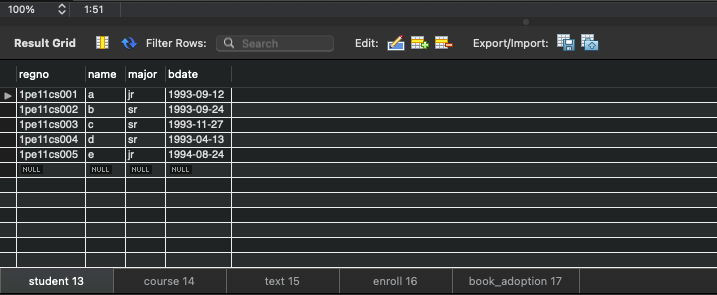 100% 1:51
Result Grid Filter Rows: Search Edit: Export/Import:
regno name major bdate
1pe11cs001 a jr 1993-09-12
1pe11cs002 b sr 1993-09-24
1pe11cs003 c sr 1993-11-27
1pe11cs004 d sr 1993-04-13
1pe11cs005 e jr 1994-08-24
NULL NULL NULL NULL
student 13 course 14 text 15 enroll 16 book_adoption 17